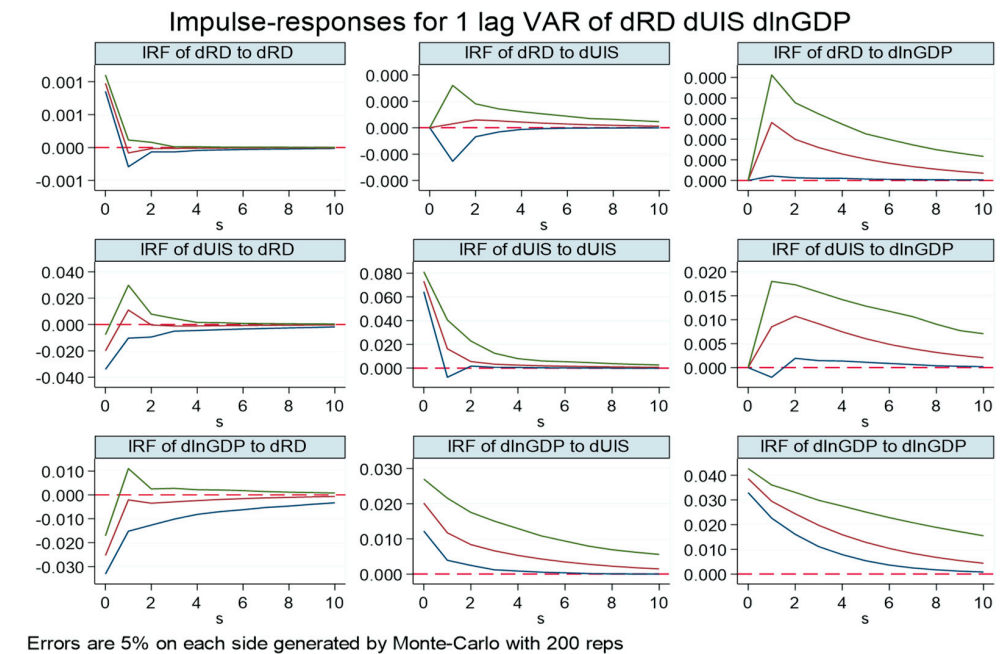 Impulse-responses for 1 lag VAR of dRD dUIS dlnGDP
IRF of dRD to dRD
0.001
0.001
0.000
-0.001
0 2 4 6 8 10
s
IRF of dRD to dUIS
0.000
0.000
0.000
-0.000
-0.000
0 2 4 6 8 10
s
IRF of dRD to dlnGDP
0.000
0.000
0.000
0.000
0.000
0.000
0 2 4 6 8 10
s
IRF of dUIS to dRD
0.040
0.020
0.000
-0.020
-0.040
0 2 4 6 8 10
s
IRF of dUIS to dUIS
0.080
0.060
0.040
0.020
0.000
0 2 4 6 8 10
s
IRF of dUIS to dlnGDP
0.020
0.015
0.010
0.005
0.000
0 2 4 6 8 10
s
IRF of dlnGDP to dRD
0.010
0.000
-0.010
-0.020
-0.030
0 2 4 6 8 10
s
IRF of dlnGDP to dUIS
0.030
0.020
0.010
0.000
0 2 4 6 8 10
s
IRF of dlnGDP to dlnGDP
0.040
0.030
0.020
0.010
0.000
0 2 4 6 8 10
s
Errors are 5% on each side generated by Monte-Carlo with 200 reps